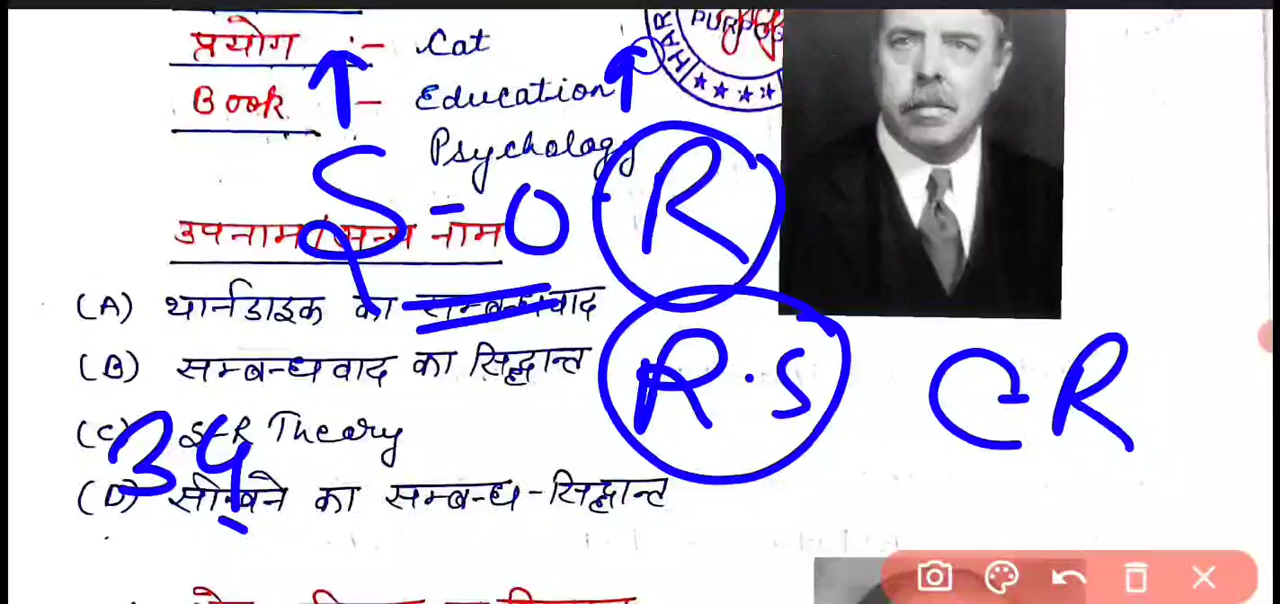 प्रयोग :- Cat
Book - Education
Psychology
S - O R
उपनाम / अन्य नाम
(A) थार्नडाइक का सम्बन्धवाद
(B) सम्बन्धवाद का सिद्धान्त
R.S CR
(C) S-R Theory
34
(D) सीखने का सम्बन्ध-सिद्धान्त